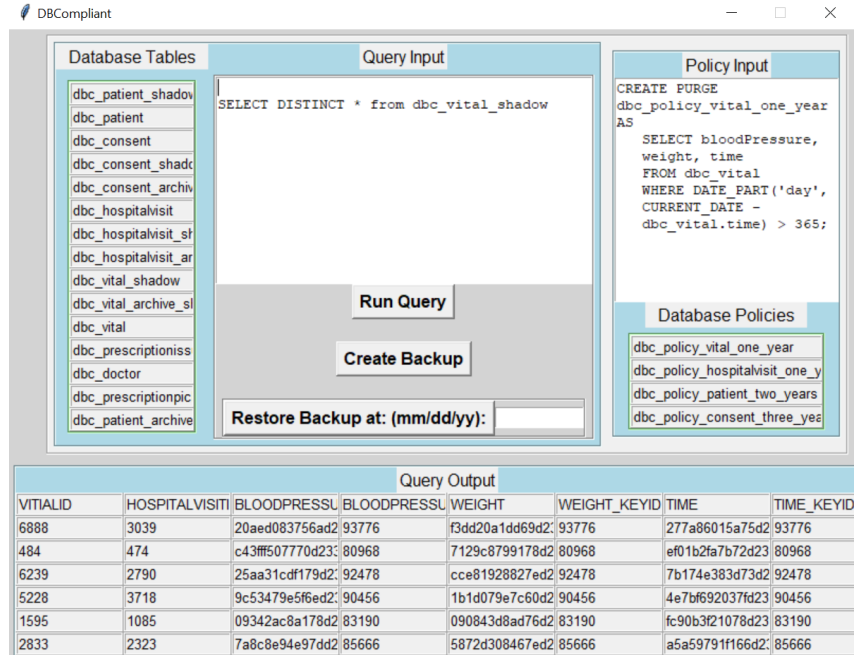 DBCompliant
Database Tables
dbc_patient_shadow
dbc_patient
dbc_consent
dbc_consent_shado
dbc_consent_archiv
dbc_hospitalvisit
dbc_hospitalvisit_sh
dbc_hospitalvisit_ar
dbc_vital_shadow
dbc_vital_archive_sl
dbc_vital
dbc_prescriptioniss
dbc_doctor
dbc_prescriptionpic
dbc_patient_archive
Query Input
SELECT DISTINCT * from dbc_vital_shadow
Run Query
Create Backup
Restore Backup at: (mm/dd/yy):
Policy Input
CREATE PURGE
dbc_policy_vital_one_year
AS
SELECT bloodPressure,
weight, time
FROM dbc_vital
WHERE DATE_PART('day',
CURRENT_DATE -
dbc_vital.time) > 365;
Database Policies
dbc_policy_vital_one_year
dbc_policy_hospitalvisit_one_y
dbc_policy_patient_two_years
dbc_policy_consent_three_yea
Query Output
VITIALID HOSPITALVISITI BLOODPRESSU BLOODPRESSU WEIGHT WEIGHT_KEYID TIME TIME_KEYID
6888 3039 20aed083756ad2 93776 f3dd20a1dd69d2 93776 277a86015a75d2 93776
484 474 c43fff507770d23 80968 7129c8799178d2 80968 ef01b2fa7b72d23 80968
6239 2790 25aa31cdf179d2 92478 cce81928827ed2 92478 7b174e383d73d2 92478
5228 3718 9c53479e5f6ed2 90456 1b1d079e7c60d2 90456 4e7bf692037fd23 90456
1595 1085 09342ac8a178d2 83190 090843d8ad76d2 83190 fc90b3f21078d23 83190
2833 2323 7a8c8e94e97dd2 85666 5872d308467ed2 85666 a5a59791f166d2 85666